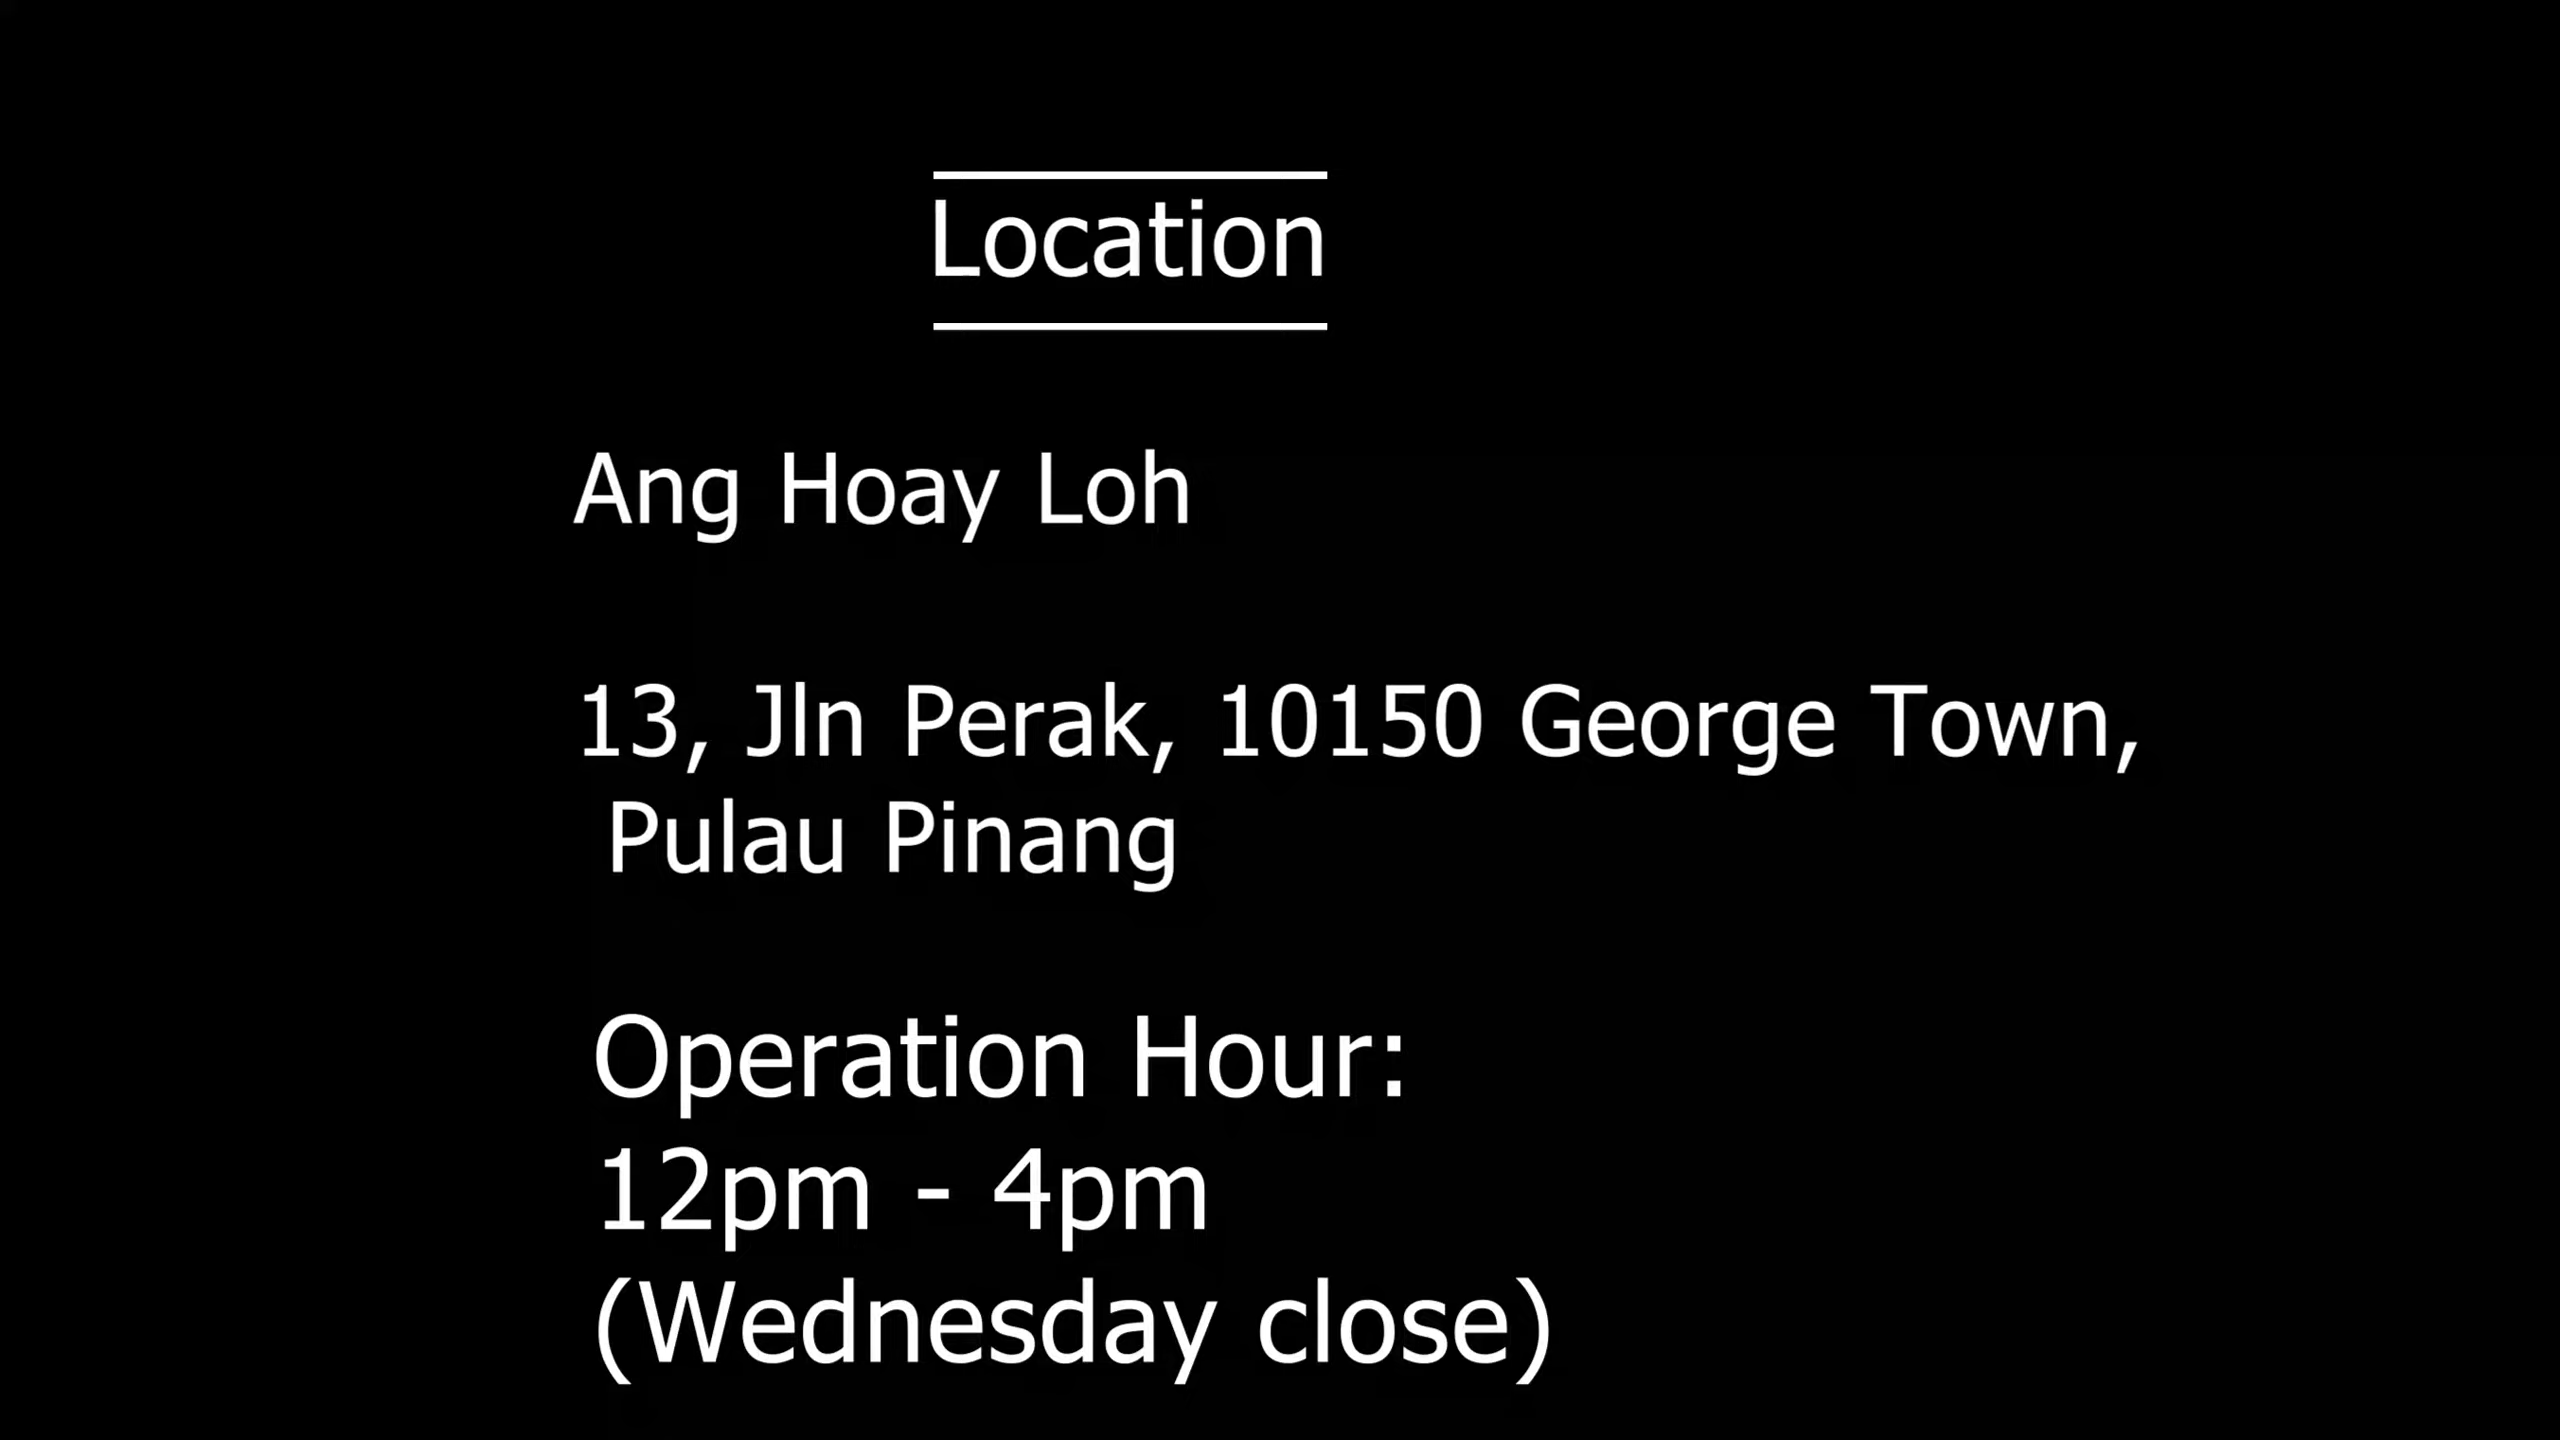 Location
Ang Hoay Loh
13, Jln Perak, 10150 George Town,
Pulau Pinang
Operation Hour:
12pm - 4pm
(Wednesday close)